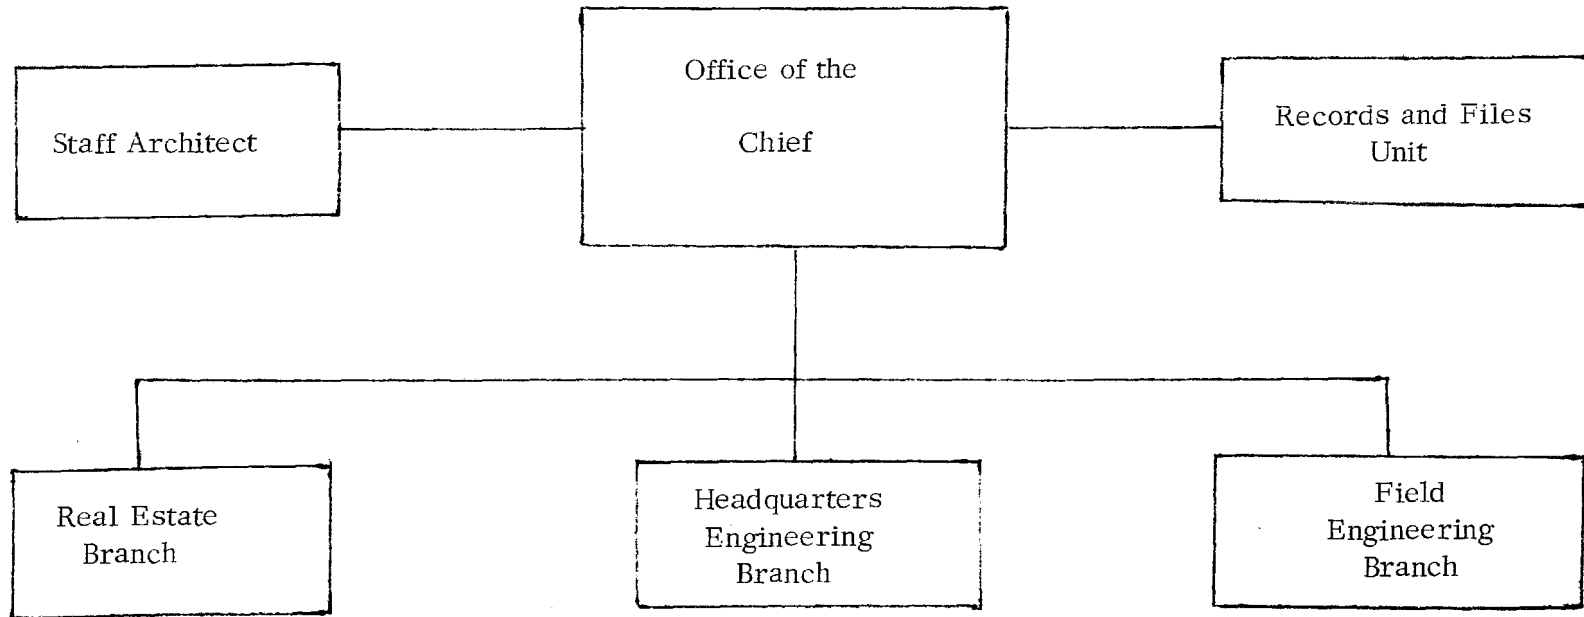 Office of the
Chief
Staff Architect
Records and Files
Unit
Real Estate
Branch
Headquarters
Engineering
Branch
Field
Engineering
Branch